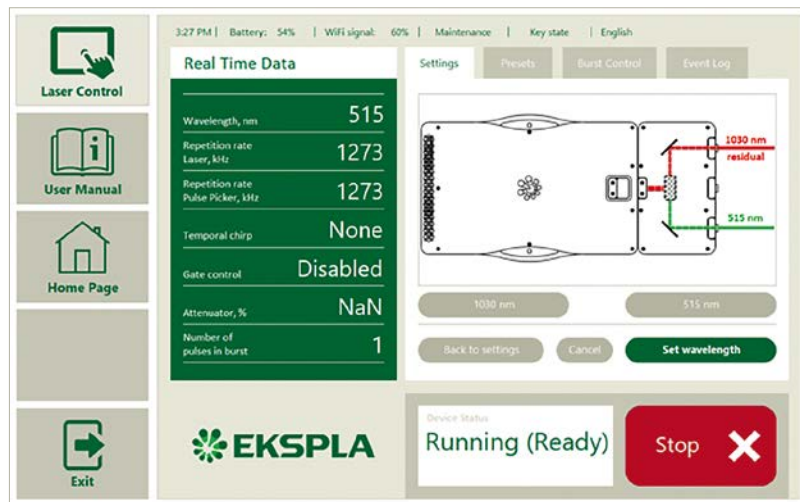 3:27 PM | Battery: 54% | WiFi signal: 60% | Maintenance | Key state | English
Laser Control
User Manual
Home Page
Exit
Real Time Data
Wavelength, nm 515
Repetition rate
Laser, kHz 1273
Repetition rate
Pulse Picker, kHz 1273
Temporal chirp None
Gate control Disabled
Attenuator, % NaN
Number of
pulses in burst 1
Settings Presets Burst Control Event Log
1030 nm
residual
515 nm
1030 nm 515 nm
Back to settings Cancel Set wavelength
EKSPLA
Device Status
Running (Ready)
Stop